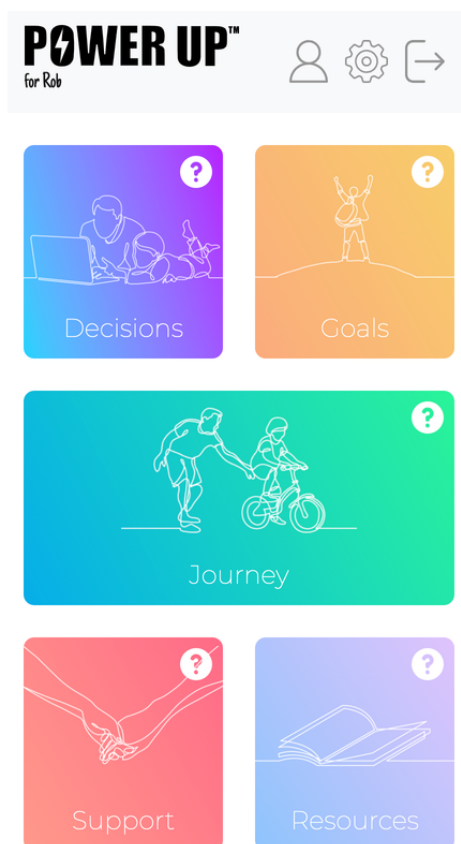 POWER UP™
for Rob
?
?
Decisions
Goals
?
Journey
?
?
Support
Resources